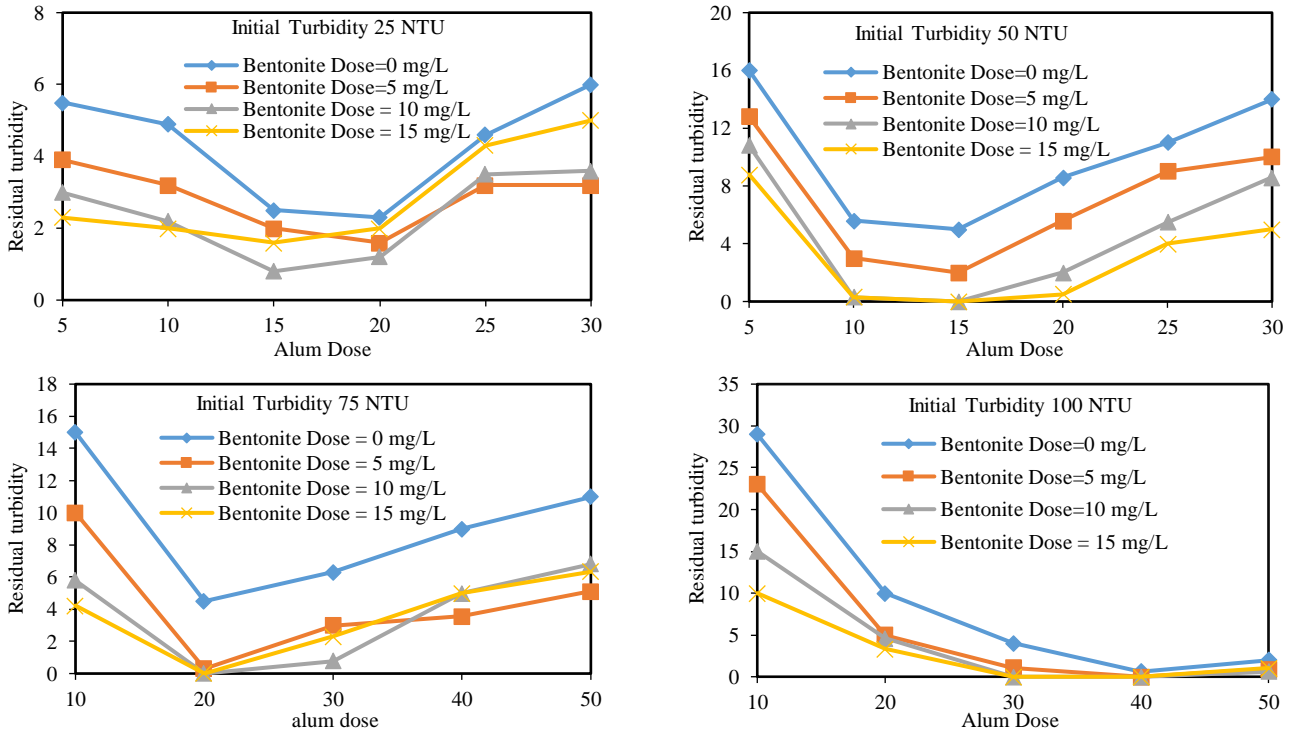 Initial Turbidity 25 NTU
Bentonite Dose=0 mg/L
Bentonite Dose=5 mg/L
Bentonite Dose = 10 mg/L
Bentonite Dose = 15 mg/L
Residual turbidity
8
6
4
2
0
5 10 15 20 25 30
Alum Dose
Initial Turbidity 50 NTU
Bentonite Dose=0 mg/L
Bentonite Dose=5 mg/L
Bentonite Dose=10 mg/L
Bentonite Dose = 15 mg/L
Residual turbidity
20
16
12
8
4
0
5 10 15 20 25 30
Alum Dose
Initial Turbidity 75 NTU
Bentonite Dose = 0 mg/L
Bentonite Dose = 5 mg/L
Bentonite Dose = 10 mg/L
Bentonite Dose = 15 mg/L
Residual turbidity
18
16
14
12
10
8
6
4
2
0
10 20 30 40 50
alum dose
Initial Turbidity 100 NTU
Bentonite Dose=0 mg/L
Bentonite Dose=5 mg/L
Bentonite Dose=10 mg/L
Bentonite Dose = 15 mg/L
Residual turbidity
35
30
25
20
15
10
5
0
10 20 30 40 50
Alum Dose